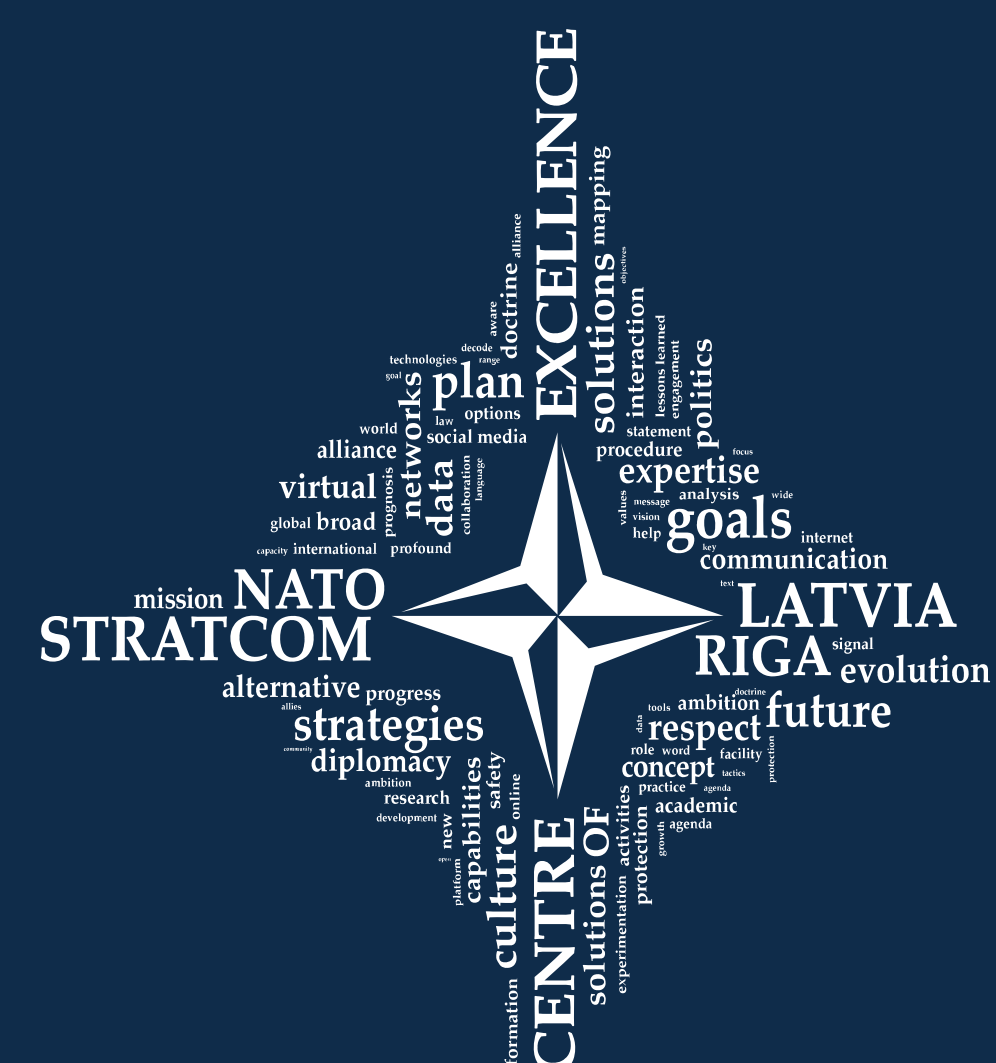 EXCELLENCE
mapping
solutions
objectives
alliance
doctrine
aware
interaction
lessons learned
engagement
politics
decode
technologies
range
goal
plan
networks
options
law
social media
world
alliance
statement
procedure
focus
expertise
virtual
prognosis
data
collaboration
language
values
message
analysis
wide
vision
goals
help
global broad
internet
key
communication
capacity international
profound
text
mission NATO
LATVIA
STRATCOM
RIGA
signal
evolution
alternative progress
doctrine
allies
tools ambition
future
strategies
data
respect
community
role word
facility
protection
diplomacy
concept
tactics
ambition
practice
agenda
research
academic
development
agenda
growth
new
capabilities
safety
online
open
platform
culture
CENTRE
OF
solutions
activities
protection
experimentation
formation